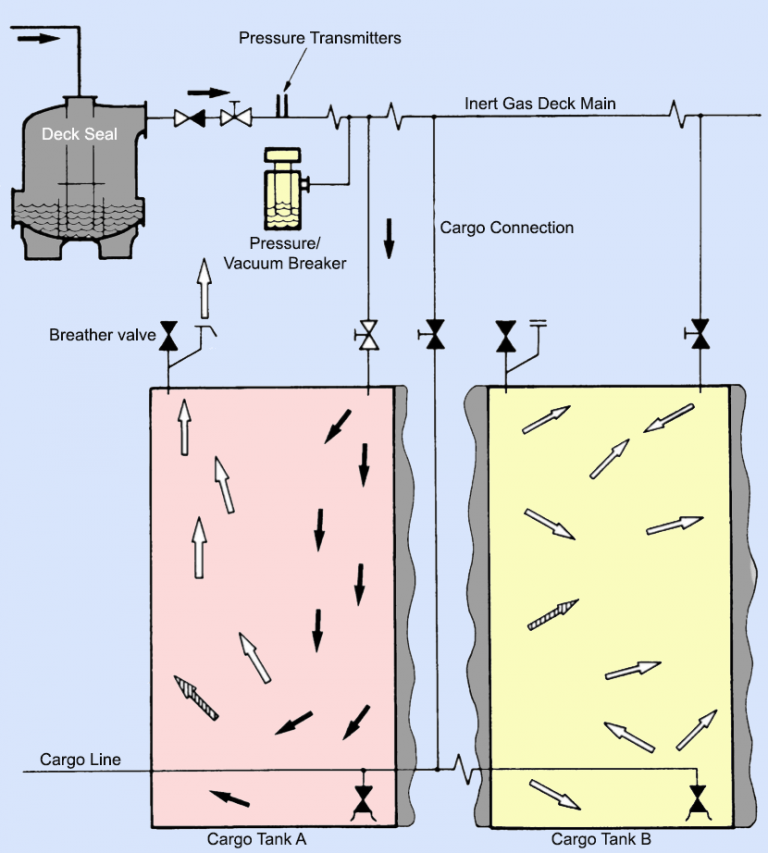 Pressure Transmitters
Inert Gas Deck Main
Deck Seal
Cargo Connection
Pressure/
Vacuum Breaker
Breather valve
Cargo Line
Cargo Tank A
Cargo Tank B